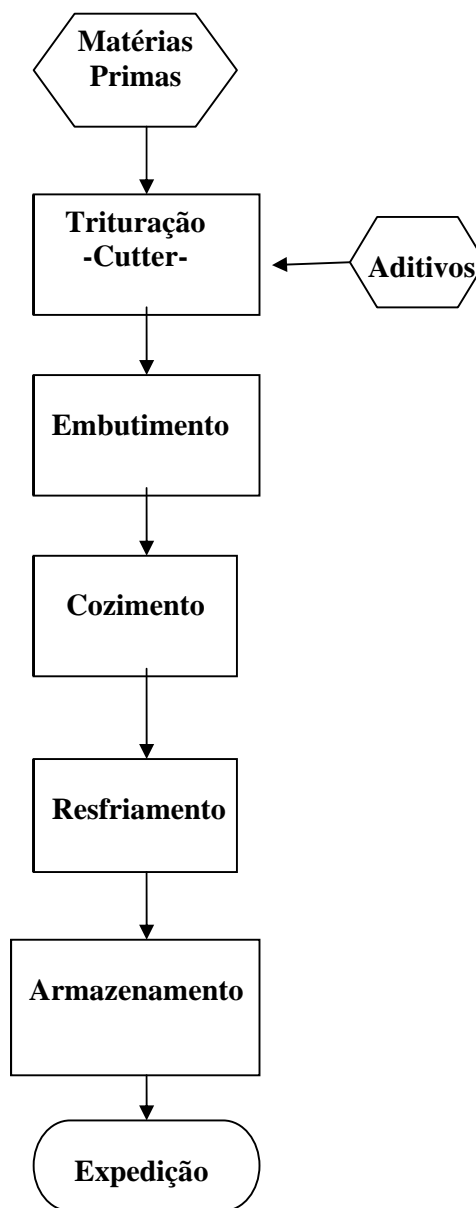 Matérias
Primas
Trituração
-Cutter-
Aditivos
Embutimento
Cozimento
Resfriamento
Armazenamento
Expedição